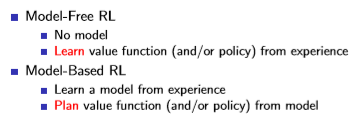 Model-Free RL
No model
Learn value function (and/or policy) from experience
Model-Based RL
Learn a model from experience
Plan value function (and/or policy) from model